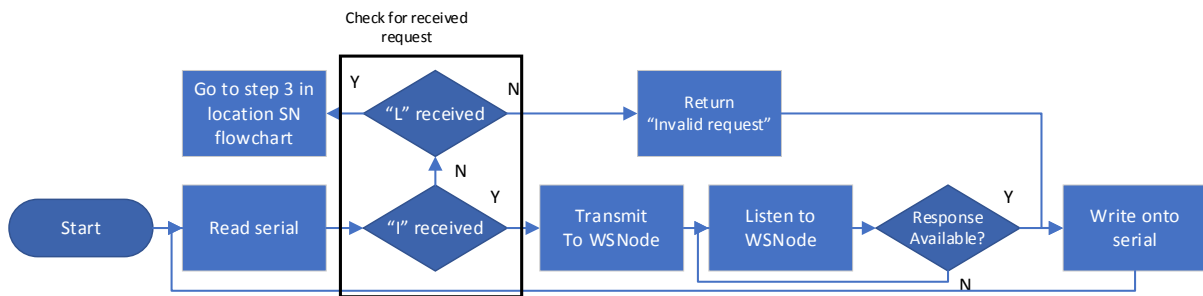 Check for received
request
Y
Go to step 3 in
location SN
flowchart
“L” received
N
Return
“Invalid request”
N
Y
Y
Start
Read serial
“I” received
Transmit
To WSNode
Listen to
WSNode
Response
Available?
Write onto
serial
N